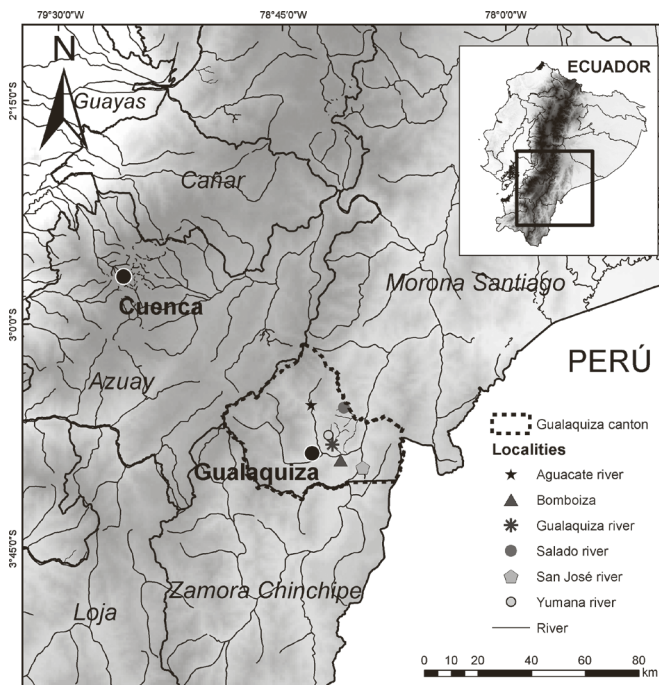 79°30'0"S
78°45'0"S
78°0'0"S
N
ECUADOR
2°15'0"S
Guayas
Cañar
Morona Santiago
Cuenca
3°0'0"S
PERÚ
Azuay
Gualaquiza canton
Localities
Gualaquiza
Aguacate river
Bomboiza
Gualaquiza river
3°45'0"S
Salado river
San José river
Zamora Chinchipe
Loja
Yumana river
River
0 10 20 40 60 80
km